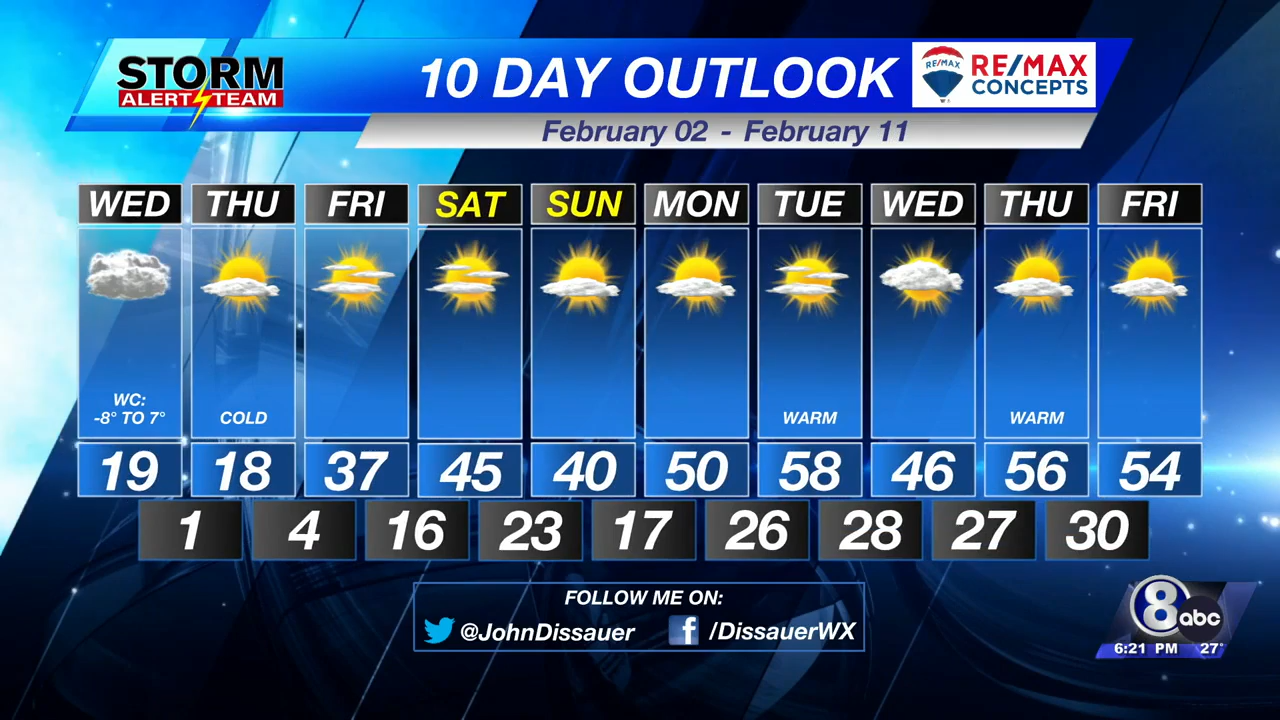 STORM
ALERT TEAM
10 DAY OUTLOOK
RE/MAX
RE/MAX
CONCEPTS
February 02 - February 11
WED THU FRI SAT SUN MON TUE WED THU FRI
WC:
-8° TO 7° COLD WARM WARM
19 18 37 45 40 50 58 46 56 54
1 4 16 23 17 26 28 27 30
FOLLOW ME ON:
@JohnDissauer f /DissauerWX
8 abc
6:21 PM 27°